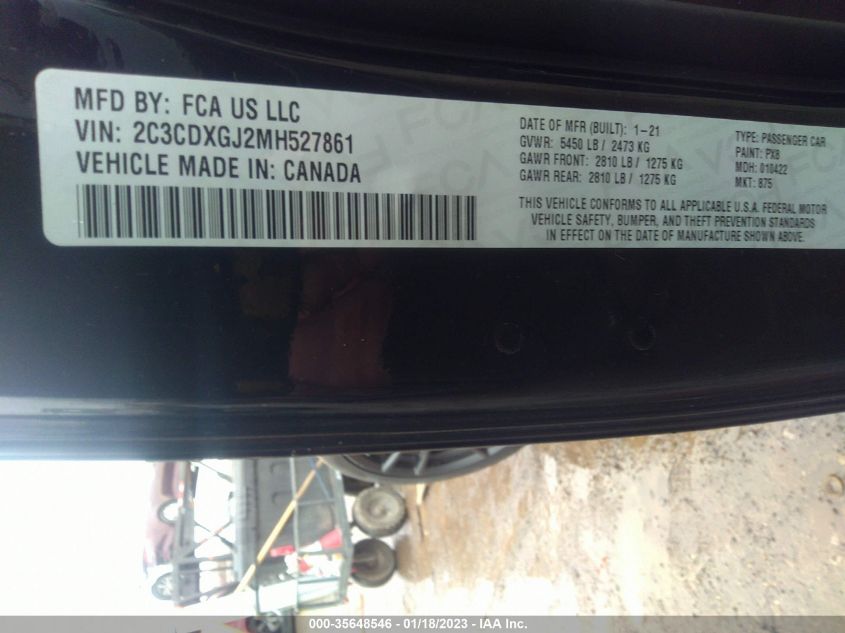 MFD BY: FCA US LLC
VIN: 2C3CDXGJ2MH527861
VEHICLE MADE IN: CANADA
DATE OF MFR (BUILT): 1-21
GVWR: 5450 LB / 2473 KG
GAWR FRONT: 2810 LB / 1275 KG
GAWR REAR: 2810 LB / 1275 KG
TYPE: PASSENGER CAR
PAINT: PX8
MDH: 010422
MKT: 875
THIS VEHICLE CONFORMS TO ALL APPLICABLE U.S.A. FEDERAL MOTOR
VEHICLE SAFETY, BUMPER, AND THEFT PREVENTION STANDARDS
IN EFFECT ON THE DATE OF MANUFACTURE SHOWN ABOVE.
000-35648546 - 01/18/2023 - IAA Inc.